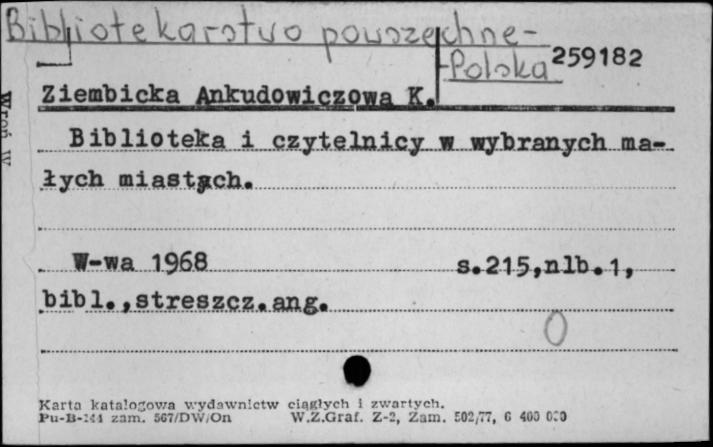 Bibliotekarstwo powszechne-
Polska 259182
Ziembicka Ankudowiczowa K.
Biblioteka i czytelnicy w wybranych ma-
łych miastach.
W-wa 1968 s.215,nlb.1,
bibl.,streszcz.ang.
0
Karta katalogowa wydawnictw ciągłych i zwartych.
Pu-B-144 zam. 567/DW/On W.Z.Graf. Z-2, Zam. 502/77, 6 400 000